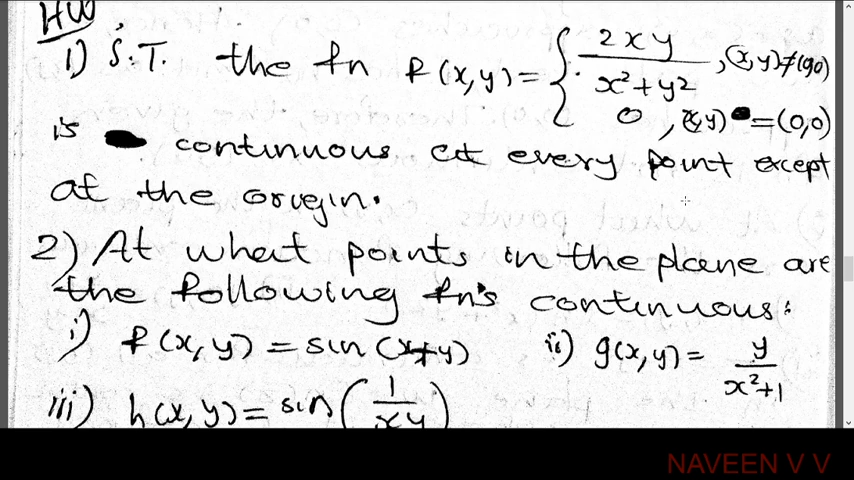 HW
1) S.T. the fn f(x,y) = { 2xy / x²+y² , (x,y)≠(0,0)
0 , (x,y) = (0,0)
is continuous at every point except
at the origin.
2) At what points in the plane are
the following fn's continuous:
i) f(x,y) = sin(x+y) ii) g(x,y) = y / x²+1
iii) h(x,y) = sin(1/xy)
NAVEEN V V